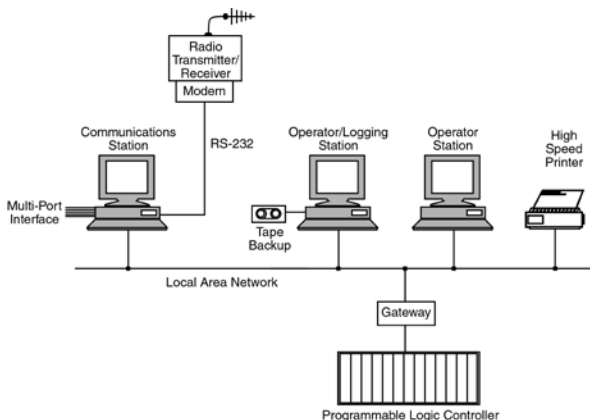 Radio
Transmitter/
Receiver
Modem
Communications
Station
RS-232
Operator/Logging
Station
Operator
Station
High
Speed
Printer
Multi-Port
Interface
Tape
Backup
Local Area Network
Gateway
Programmable Logic Controller